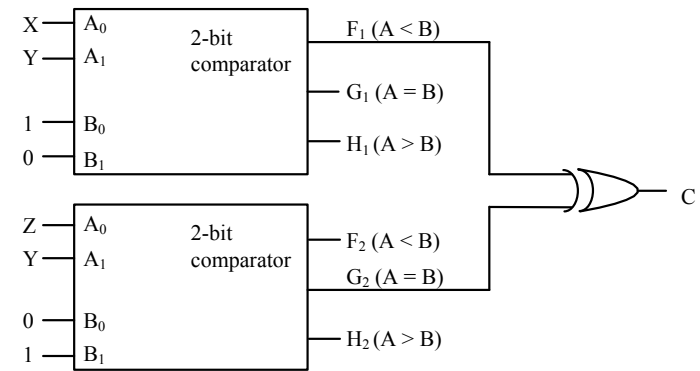 X A₀ 2-bit comparator F₁ (A < B)
Y A₁
G₁ (A = B)
1 B₀
H₁ (A > B)
0 B₁
C
Z A₀ 2-bit comparator
F₂ (A < B)
Y A₁
G₂ (A = B)
0 B₀
H₂ (A > B)
1 B₁